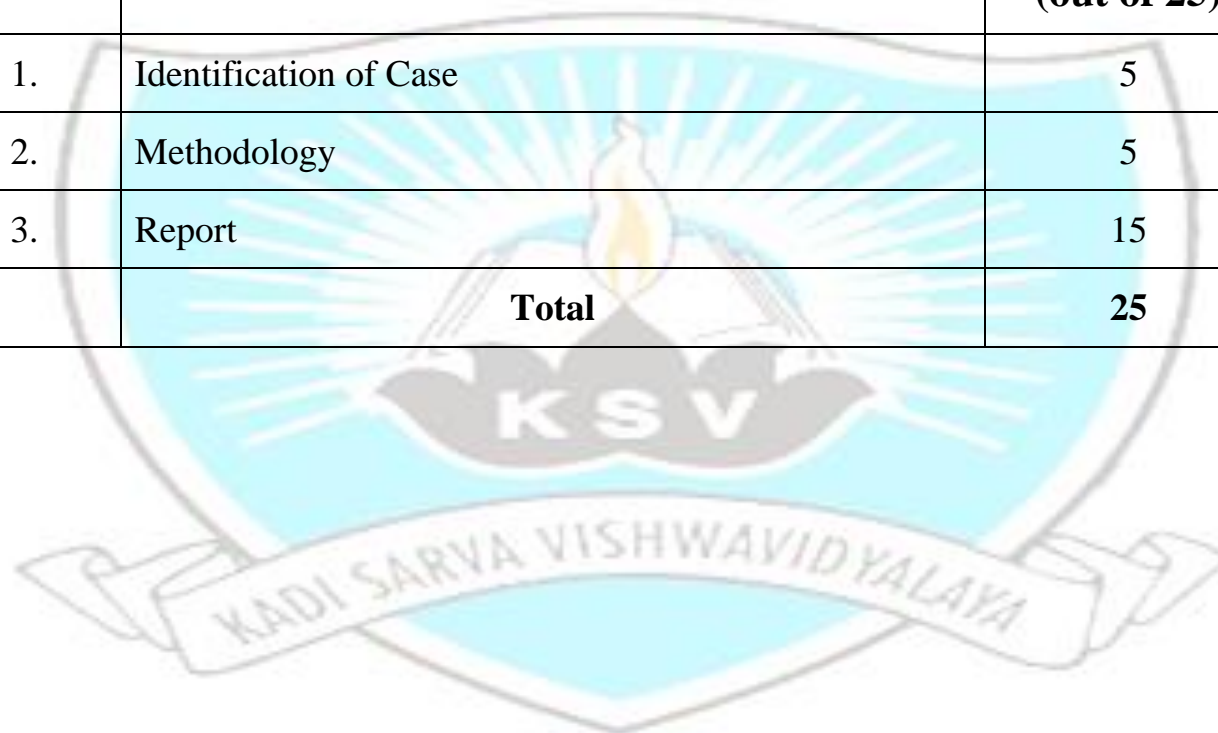 (out of 25)
1. Identification of Case 5
2. Methodology 5
3. Report 15
Total 25
KSV
KADI SARVA VISHWAVIDYALAYA